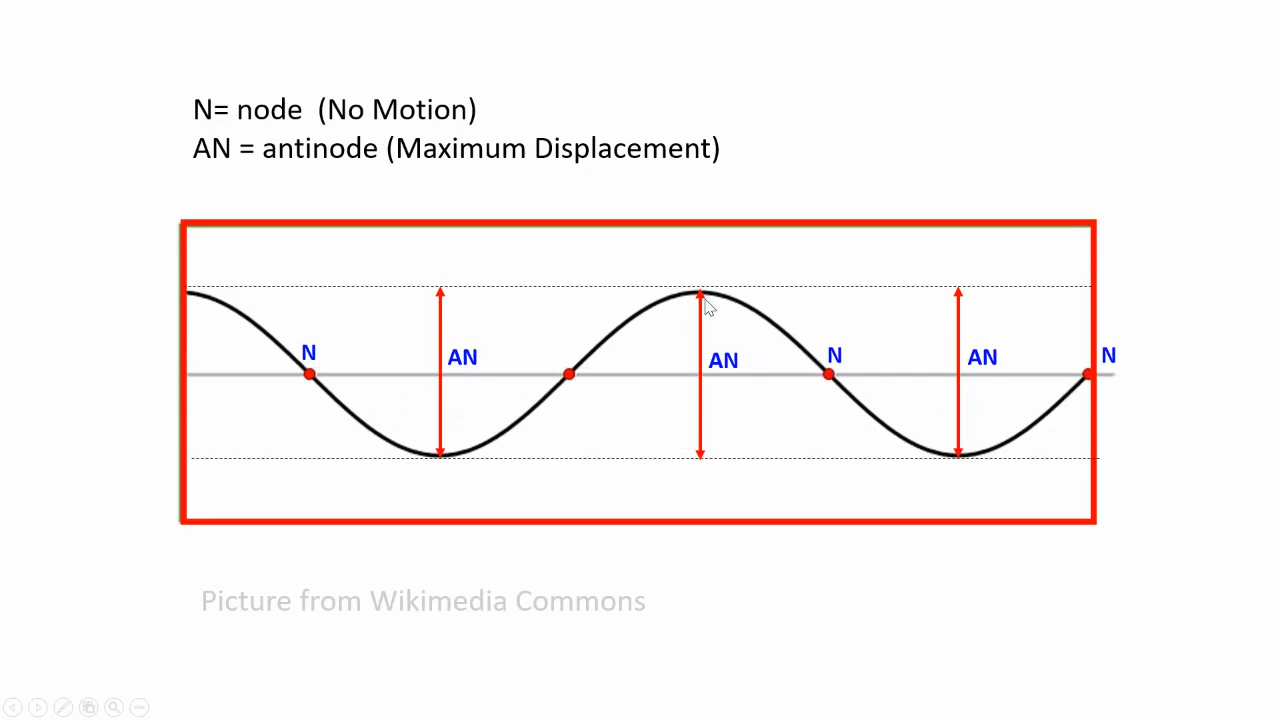 N= node  (No Motion)
AN = antinode (Maximum Displacement)
N
AN
AN
N
AN
N
Picture from Wikimedia Commons